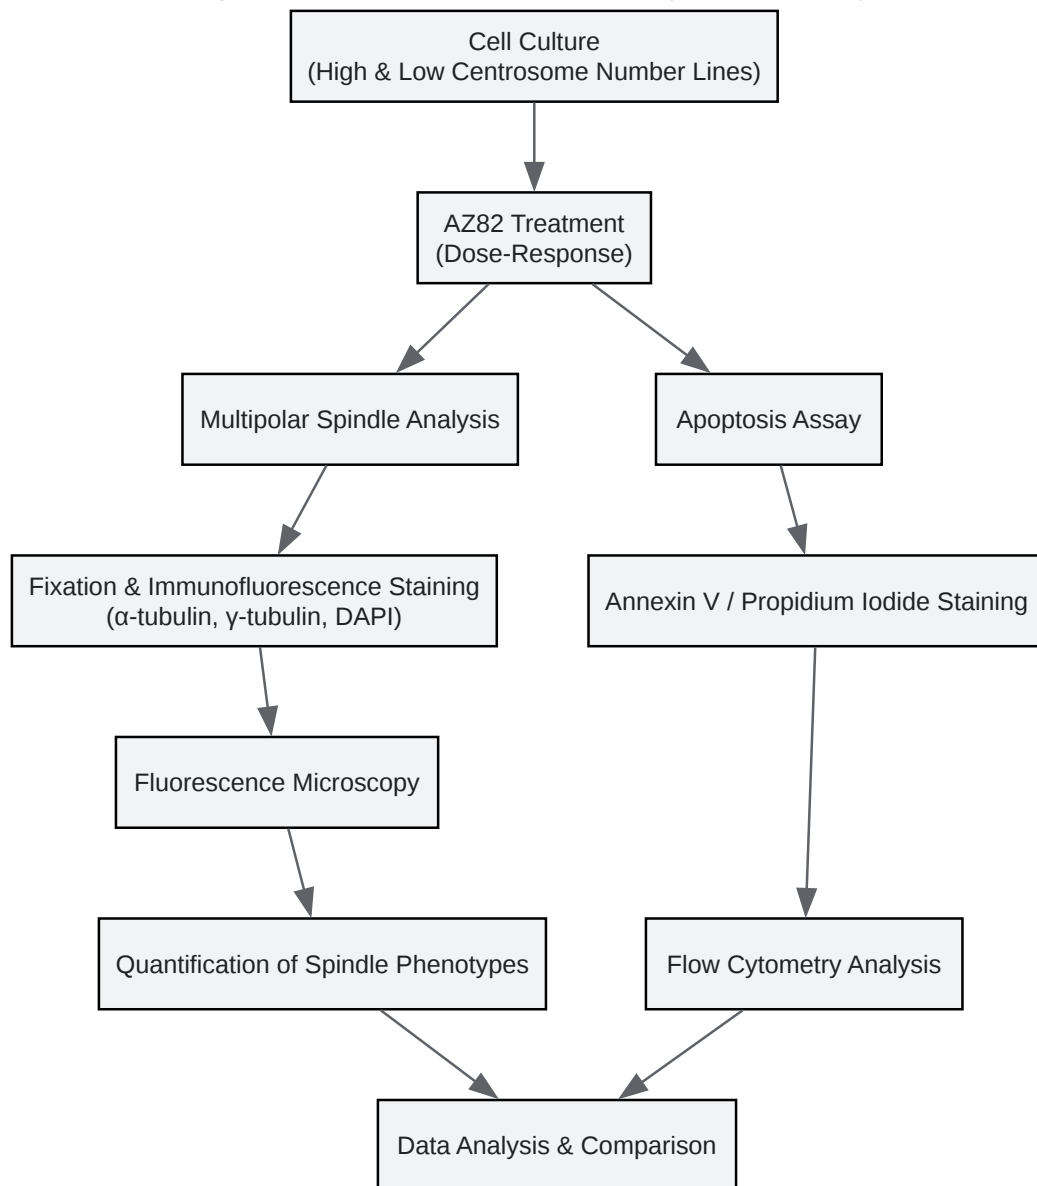 Cell Culture
(High & Low Centrosome Number Lines)
AZ82 Treatment
(Dose-Response)
Multipolar Spindle Analysis
Apoptosis Assay
Fixation & Immunofluorescence Staining
(α-tubulin, γ-tubulin, DAPI)
Annexin V / Propidium Iodide Staining
Fluorescence Microscopy
Quantification of Spindle Phenotypes
Flow Cytometry Analysis
Data Analysis & Comparison